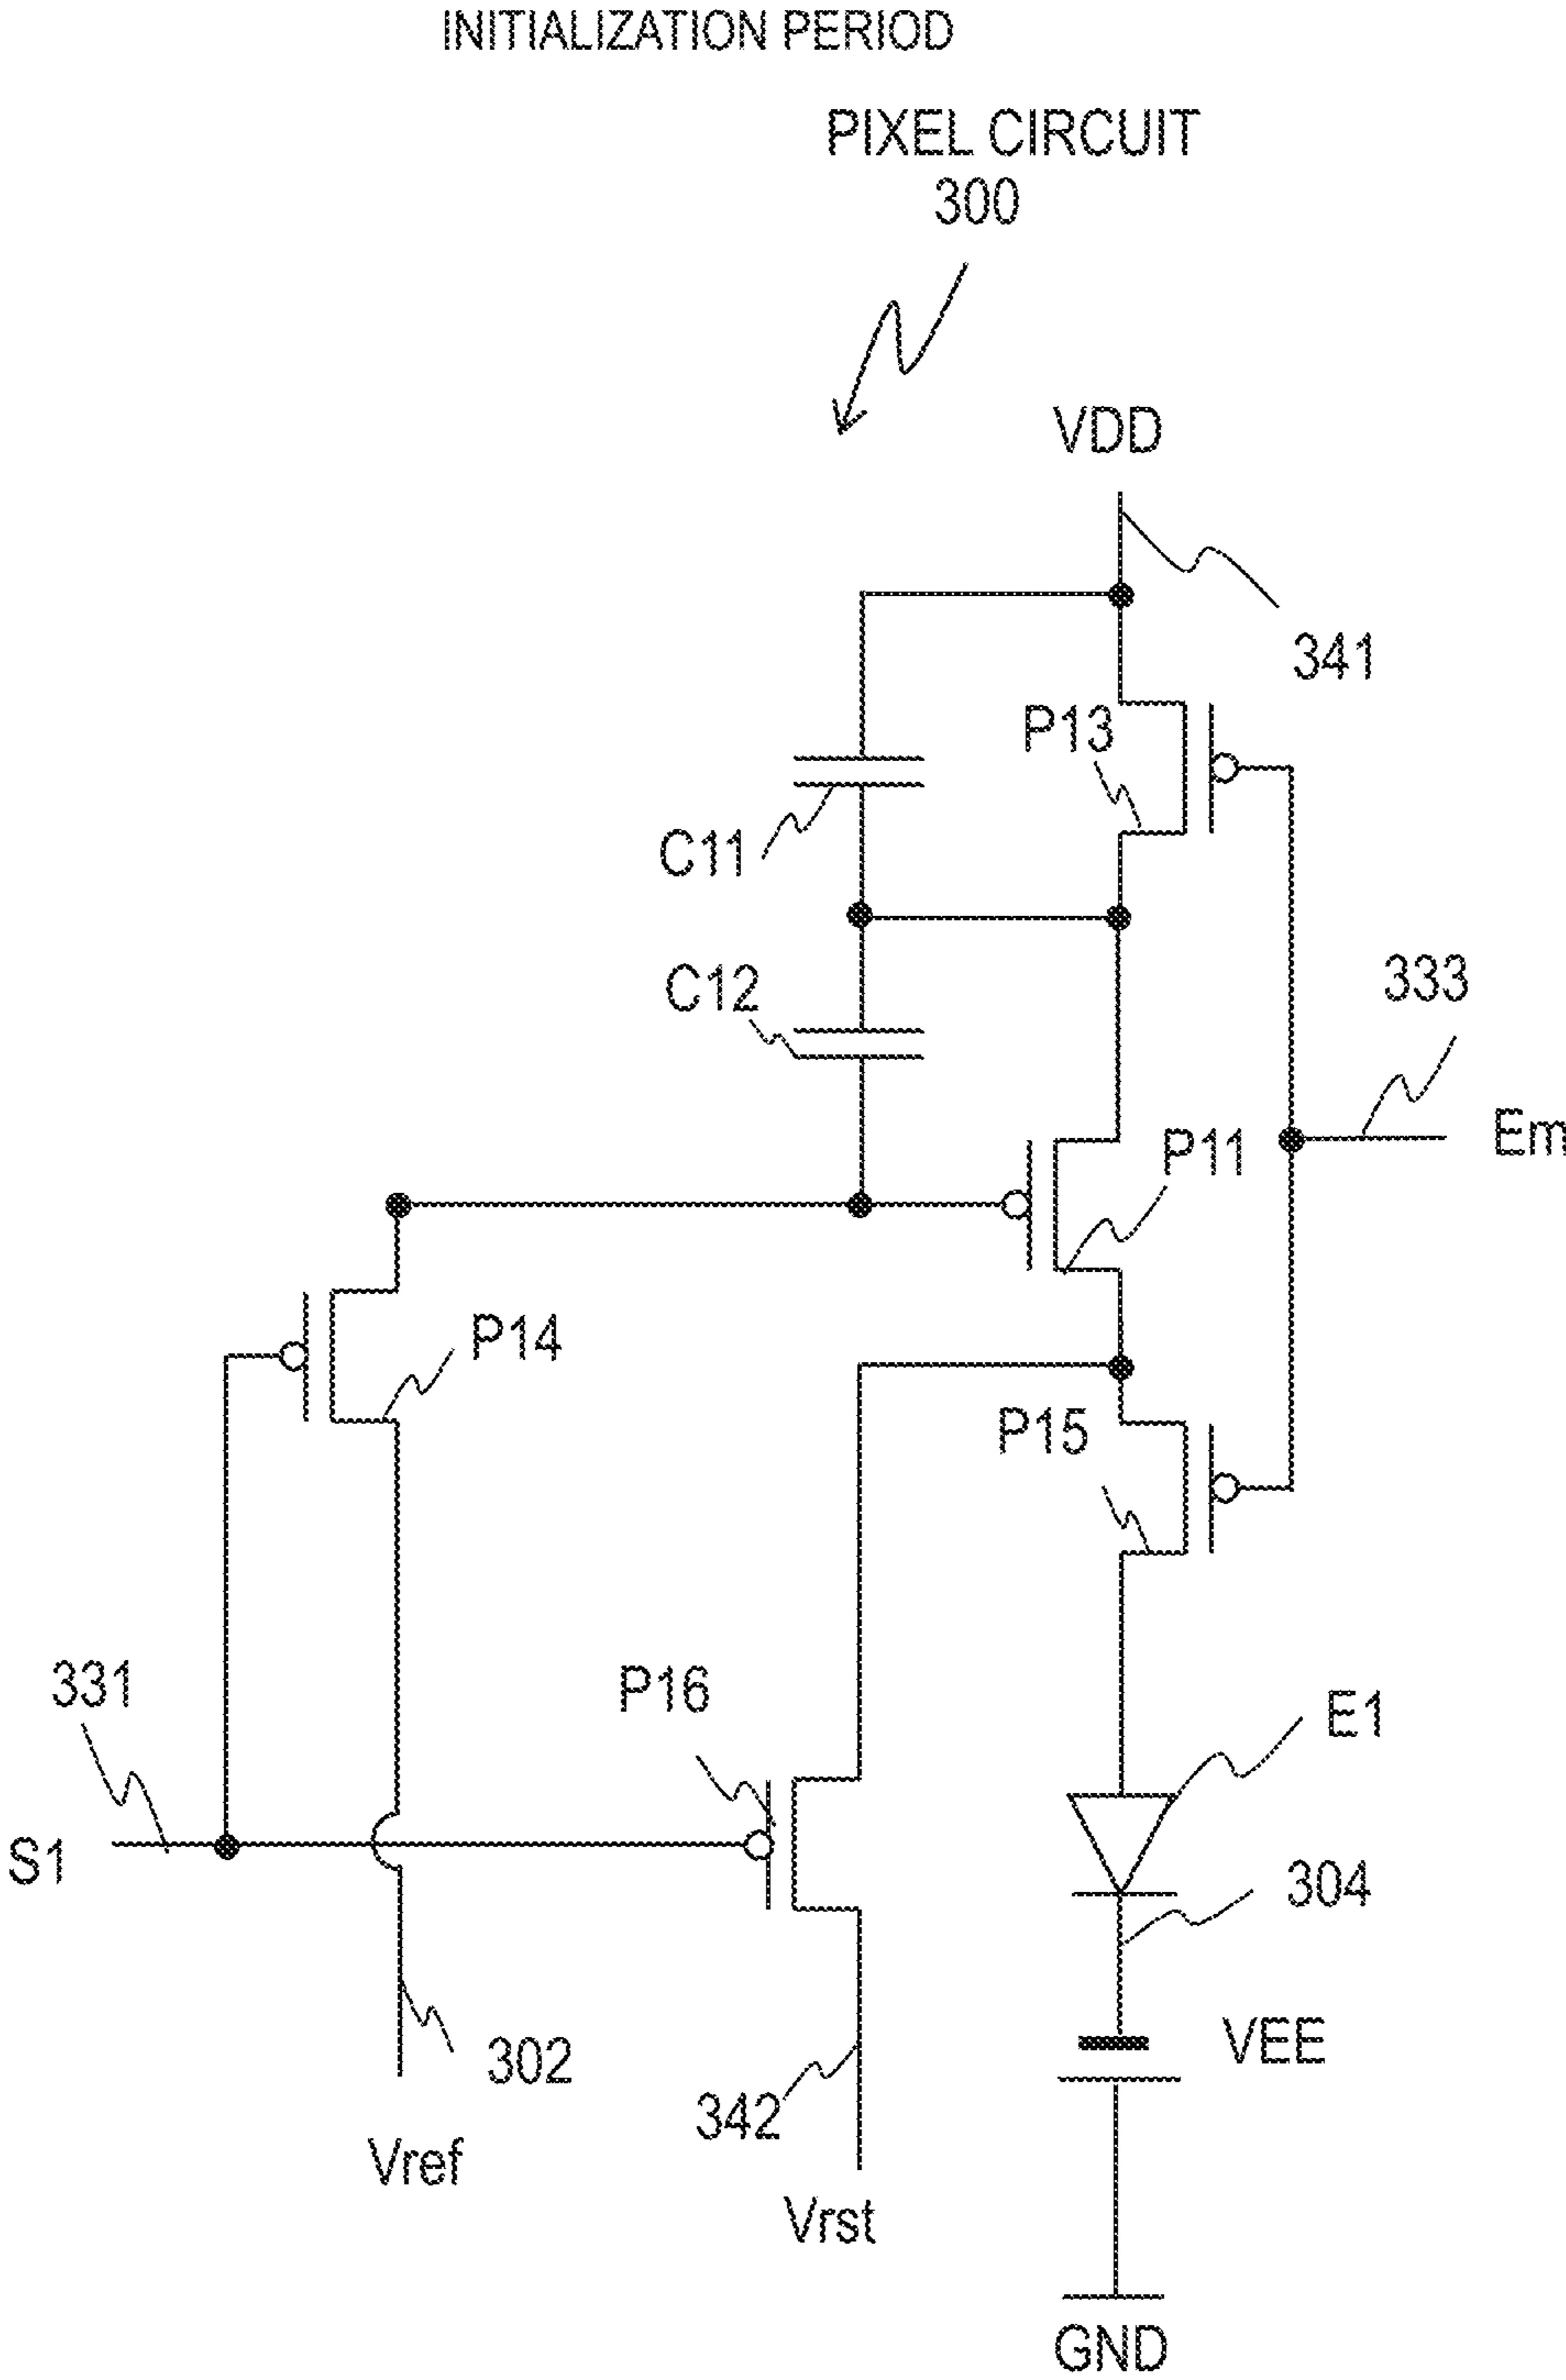 INITIALIZATION PERIOD
PIXEL CIRCUIT
300
VDD
341
P13
C11
C12
333
Em
P11
P14
P15
331
P16
E1
S1
304
302
VEE
342
Vref
Vrst
GND